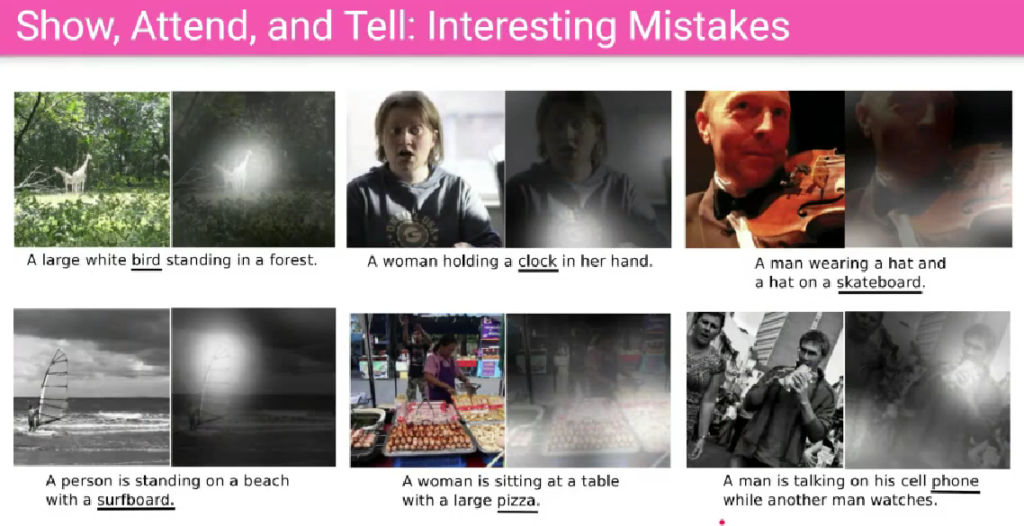 Show, Attend, and Tell: Interesting Mistakes
A large white bird standing in a forest.
A woman holding a clock in her hand.
A man wearing a hat and
a hat on a skateboard.
A person is standing on a beach
with a surfboard.
A woman is sitting at a table
with a large pizza.
A man is talking on his cell phone
while another man watches.